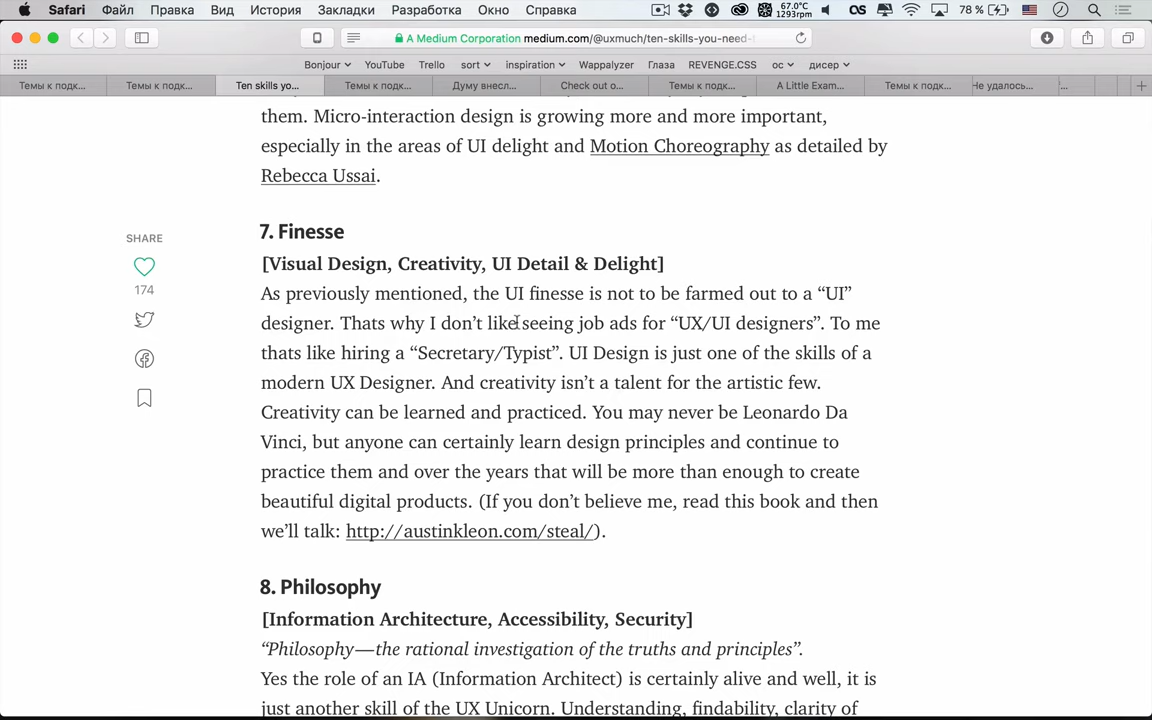 Safari Файл Правка Вид История Закладки Разработка Окно Справка 67.0°C 1293rpm OS 78 %
A Medium Corporation medium.com/@uxmuch/ten-skills-you-need-
Bonjour YouTube Trello sort inspiration Wappalyzer Глаза REVENGE.CSS ос дисер
Темы к подк... Темы к подк... Ten skills yo... Темы к подк... Думу внесл... Check out o... Темы к подк... A Little Exam... Темы к подк... Не удалось... ...
them. Micro-interaction design is growing more and more important,
especially in the areas of UI delight and Motion Choreography as detailed by
Rebecca Ussai.
7. Finesse
SHARE
[Visual Design, Creativity, UI Detail & Delight]
174
As previously mentioned, the UI finesse is not to be farmed out to a “UI”
designer. Thats why I don’t like seeing job ads for “UX/UI designers”. To me
thats like hiring a “Secretary/Typist”. UI Design is just one of the skills of a
modern UX Designer. And creativity isn’t a talent for the artistic few.
Creativity can be learned and practiced. You may never be Leonardo Da
Vinci, but anyone can certainly learn design principles and continue to
practice them and over the years that will be more than enough to create
beautiful digital products. (If you don’t believe me, read this book and then
we’ll talk: http://austinkleon.com/steal/).
8. Philosophy
[Information Architecture, Accessibility, Security]
“Philosophy — the rational investigation of the truths and principles”.
Yes the role of an IA (Information Architect) is certainly alive and well, it is
just another skill of the UX Unicorn. Understanding, findability, clarity of